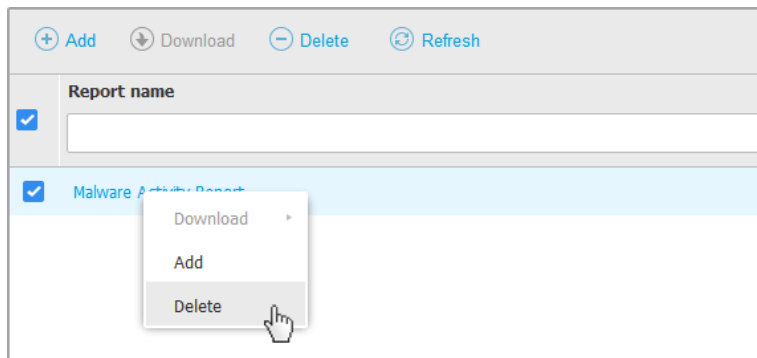 Add Download Delete Refresh
Report name
Malware Activity Report
Download
Add
Delete